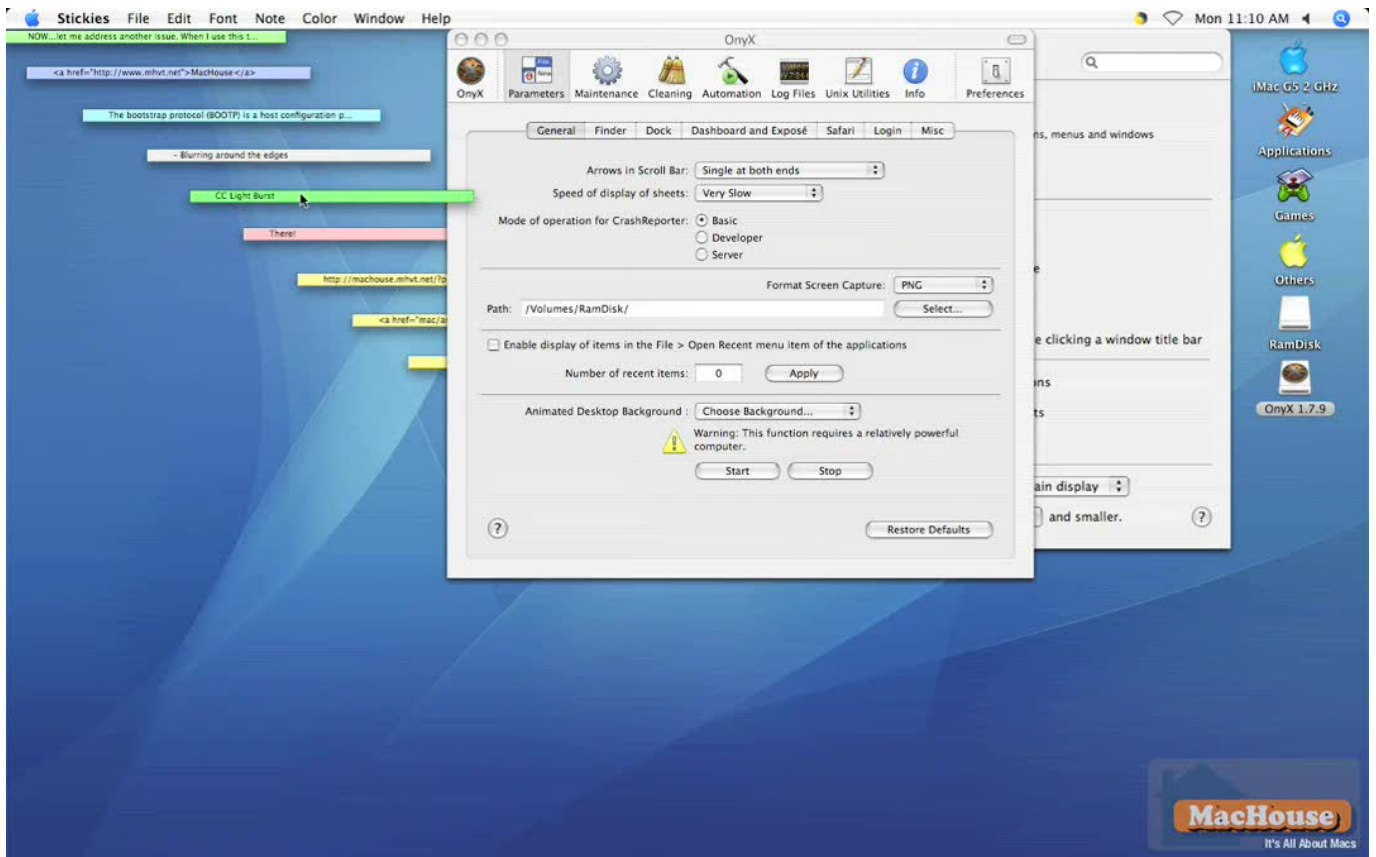 Stickies File Edit Font Note Color Window Help
Mon 11:10 AM
NOW...let me address another issue. When I use this t...
<a href="http://www.mhvt.net">MacHouse</a>
The bootstrap protocol (BOOTP) is a host configuration p...
- Blurring around the edges
CC Light Burst
There!
http://machouse.mhvt.net/?p
<a href="mac/a
OnyX
OnyX Parameters Maintenance Cleaning Automation Log Files Unix Utilities Info Preferences
General Finder Dock Dashboard and Exposé Safari Login Misc
Arrows in Scroll Bar: Single at both ends
Speed of display of sheets: Very Slow
Mode of operation for CrashReporter: Basic
Developer
Server
Format Screen Capture: PNG
Path: /Volumes/RamDisk/ Select...
Enable display of items in the File > Open Recent menu item of the applications
Number of recent items: 0 Apply
Animated Desktop Background : Choose Background...
Warning: This function requires a relatively powerful
computer.
Start Stop
? Restore Defaults
ns, menus and windows
e
e clicking a window title bar
ons
ts
ain display
and smaller. ?
iMac G5 2 GHz
Applications
Games
Others
RamDisk
OnyX 1.7.9
MacHouse
It's All About Macs